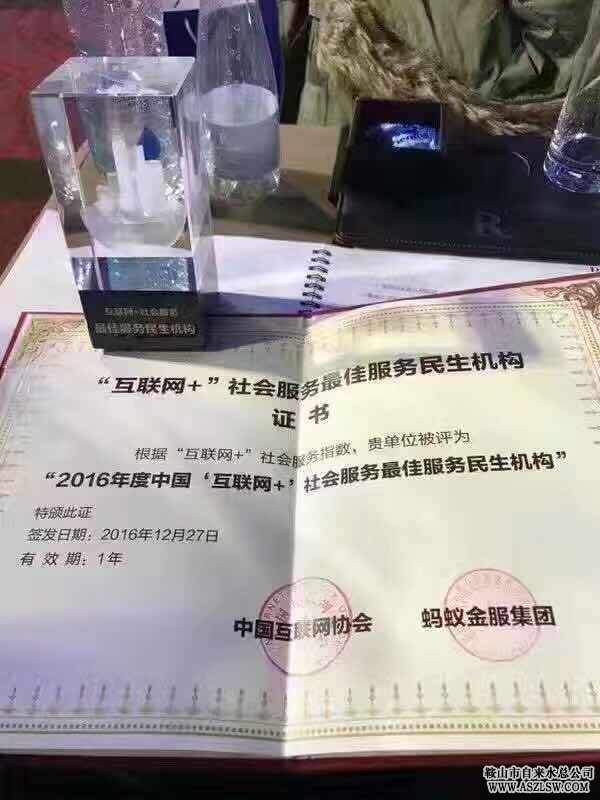 互联网+社会服务
最佳服务民生机构
R
“互联网+”社会服务最佳服务民生机构
证书
根据“互联网+”社会服务指数，贵单位被评为
“2016年度中国‘互联网+’社会服务最佳服务民生机构”
特颁此证
签发日期：2016年12月27日
有 效 期：1年
中国互联网协会
蚂蚁金服集团
鞍山市自来水总公司
WWW.ASZLSW.COM